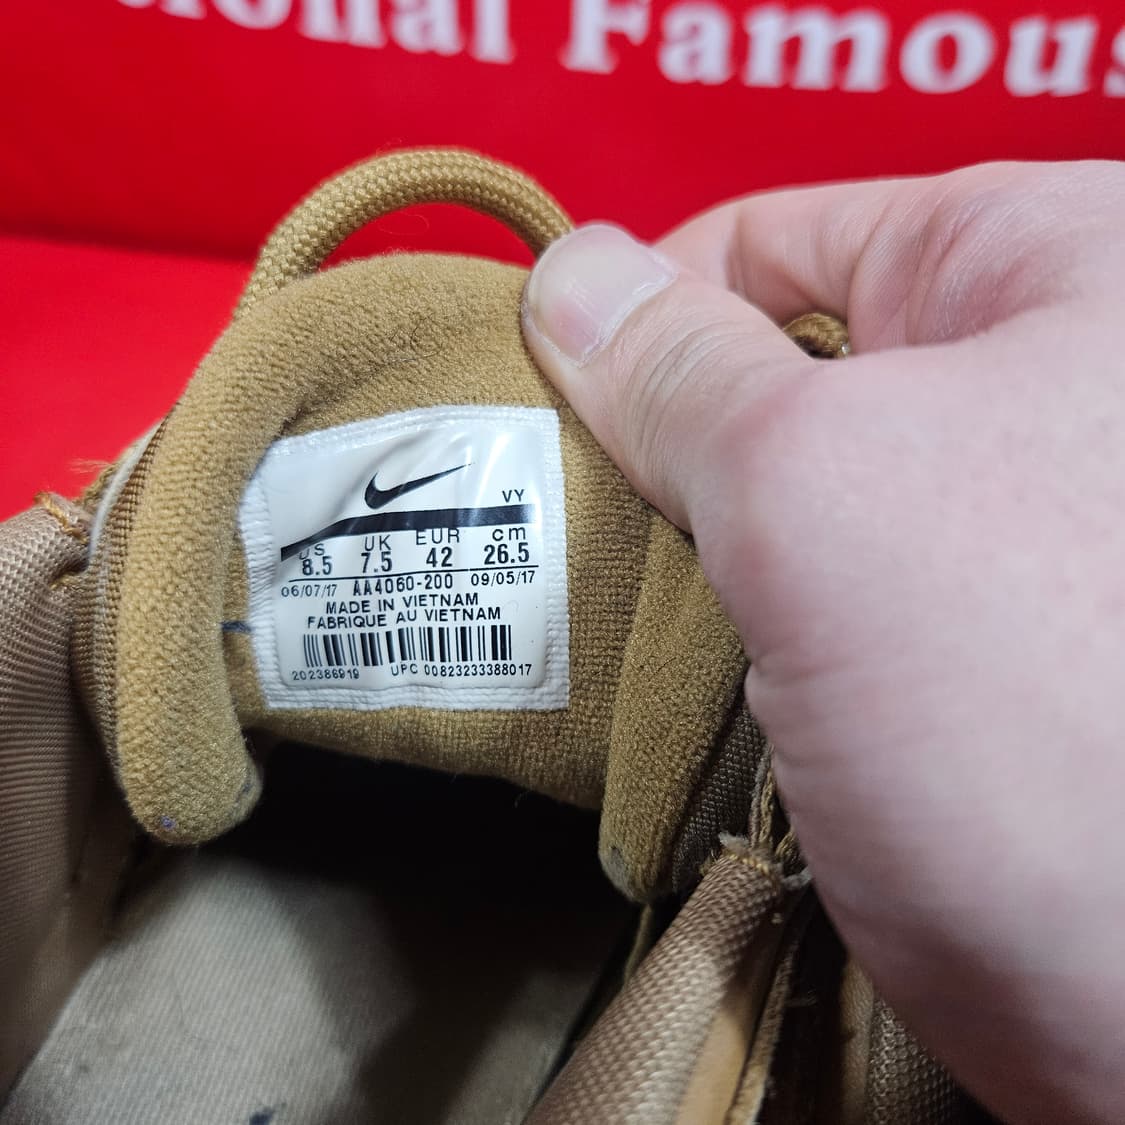 tional Famous
VY
US UK EUR cm
8.5 7.5 42 26.5
06/07/17 AA4060-200 09/05/17
MADE IN VIETNAM
FABRIQUE AU VIETNAM
202386919 UPC 00823233388017